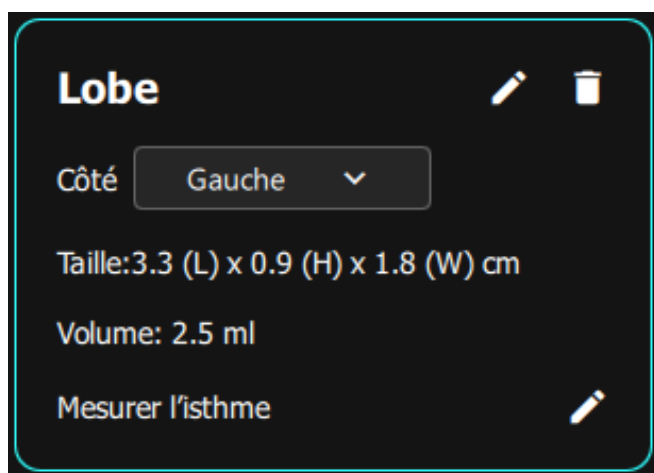 Lobe
Côté Gauche
Taille:3.3 (L) x 0.9 (H) x 1.8 (W) cm
Volume: 2.5 ml
Mesurer l’isthme